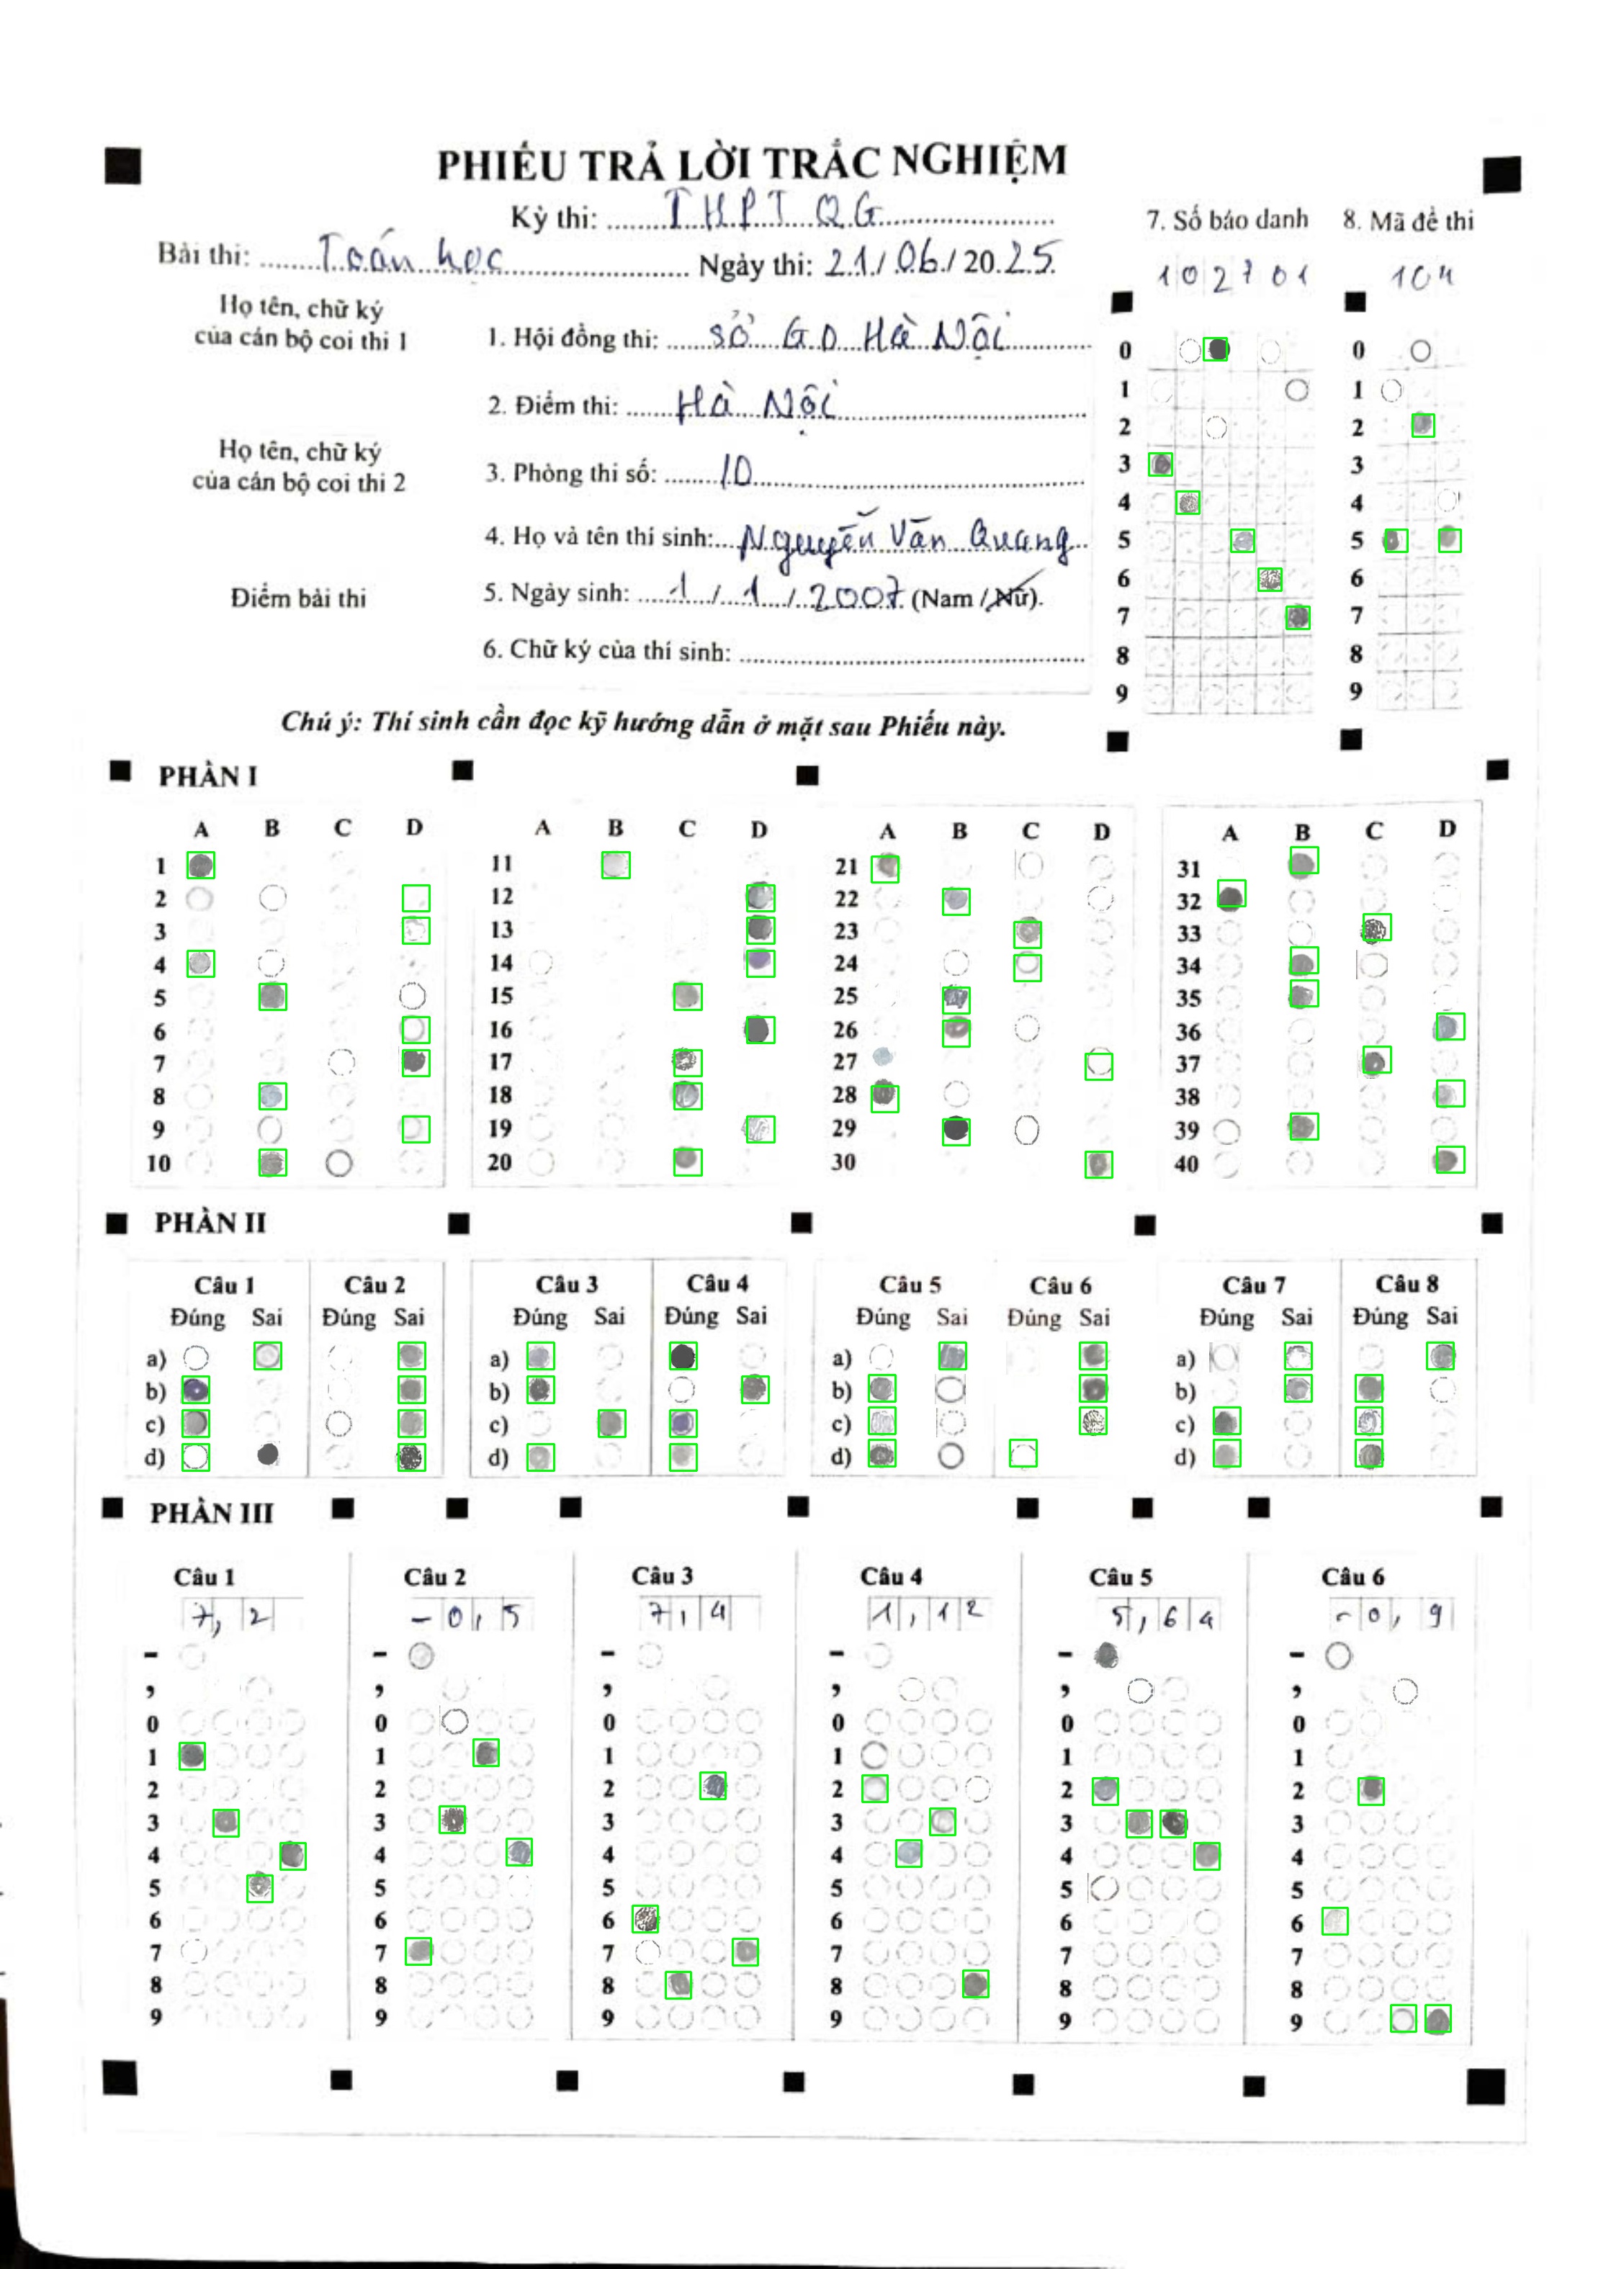 PHIẾU TRẢ LỜI TRẮC NGHIỆM
Kỳ thi: THPT QG
Bài thi: Toán học Ngày thi: 21/06/2025
7. Số báo danh 8. Mã đề thi
102701 104
Họ tên, chữ ký
của cán bộ coi thi 1
1. Hội đồng thi: Sở GD Hà Nội
2. Điểm thi: Hà Nội
Họ tên, chữ ký
của cán bộ coi thi 2
3. Phòng thi số: 10
4. Họ và tên thí sinh: Nguyễn Văn Quang
Điểm bài thi
5. Ngày sinh: 1/1/2007 (Nam / Nữ).
6. Chữ ký của thí sinh:
0 0
1 1
2 2
3 3
4 4
5 5
6 6
7 7
8 8
9 9
Chú ý: Thí sinh cần đọc kỹ hướng dẫn ở mặt sau Phiếu này.
PHẦN I
A B C D A B C D A B C D A B C D
1 11 21 31
2 12 22 32
3 13 23 33
4 14 24 34
5 15 25 35
6 16 26 36
7 17 27 37
8 18 28 38
9 19 29 39
10 20 30 40
PHẦN II
Câu 1 Câu 2 Câu 3 Câu 4 Câu 5 Câu 6 Câu 7 Câu 8
Đúng Sai Đúng Sai Đúng Sai Đúng Sai Đúng Sai Đúng Sai Đúng Sai Đúng Sai
a) a) a) a)
b) b) b) b)
c) c) c) c)
d) d) d) d)
PHẦN III
Câu 1 Câu 2 Câu 3 Câu 4 Câu 5 Câu 6
7,2 -0,5 7,4 1,12 5,64 -0,9
- - - - - -
, , , , , ,
0 0 0 0 0 0
1 1 1 1 1 1
2 2 2 2 2 2
3 3 3 3 3 3
4 4 4 4 4 4
5 5 5 5 5 5
6 6 6 6 6 6
7 7 7 7 7 7
8 8 8 8 8 8
9 9 9 9 9 9